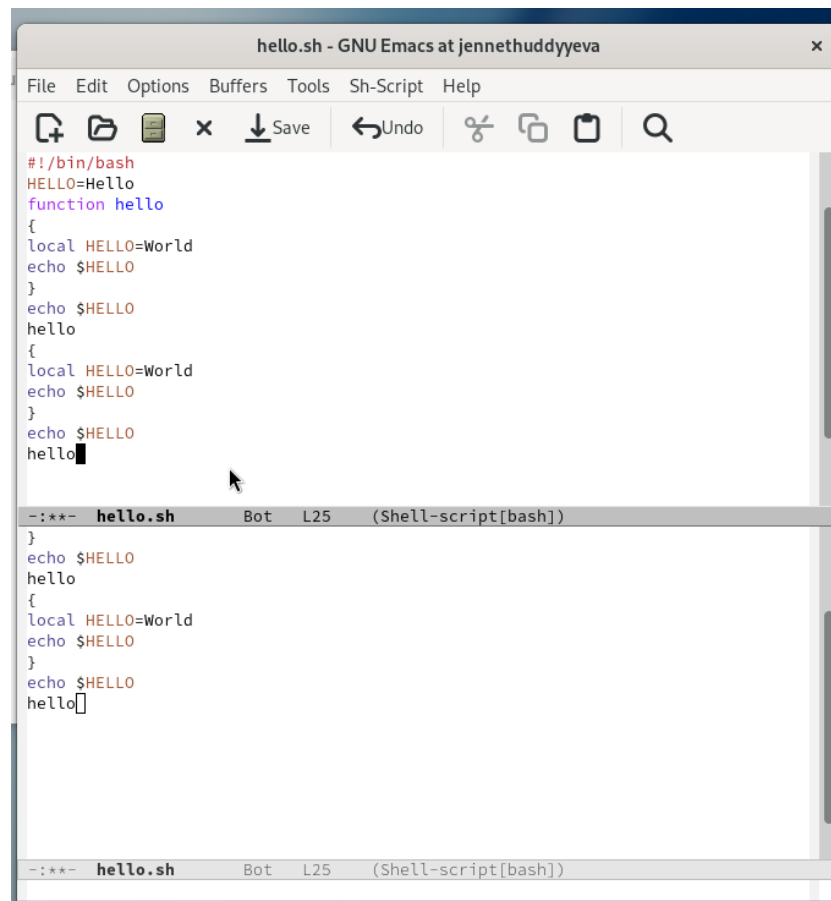 hello.sh - GNU Emacs at jennethuddyyeva
File Edit Options Buffers Tools Sh-Script Help
Save Undo
#!/bin/bash
HELLO=Hello
function hello
{
local HELLO=World
echo $HELLO
}
echo $HELLO
hello
{
local HELLO=World
echo $HELLO
}
echo $HELLO
hello
-:**- hello.sh Bot L25 (Shell-script[bash])
}
echo $HELLO
hello
{
local HELLO=World
echo $HELLO
}
echo $HELLO
hello
-:**- hello.sh Bot L25 (Shell-script[bash])